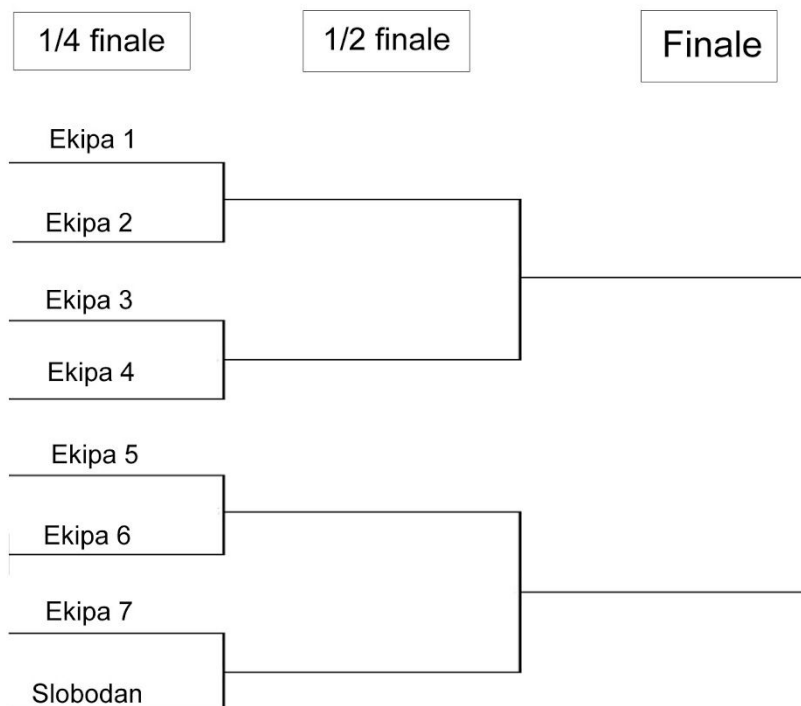 1/4 finale
1/2 finale
Finale
Ekipa 1
Ekipa 2
Ekipa 3
Ekipa 4
Ekipa 5
Ekipa 6
Ekipa 7
Slobodan